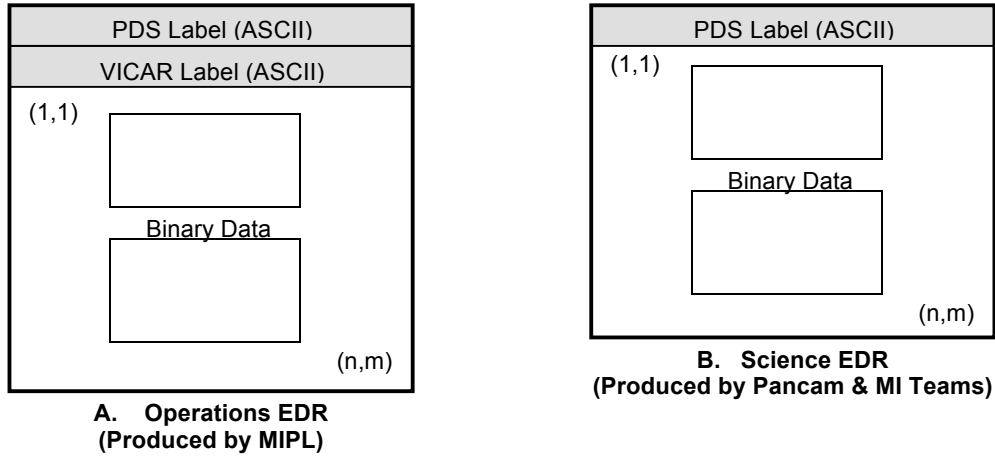 PDS Label (ASCII)
VICAR Label (ASCII)
(1,1)
Binary Data
(n,m)
A. Operations EDR
(Produced by MIPL)
PDS Label (ASCII)
(1,1)
Binary Data
(n,m)
B. Science EDR
(Produced by Pancam & MI Teams)